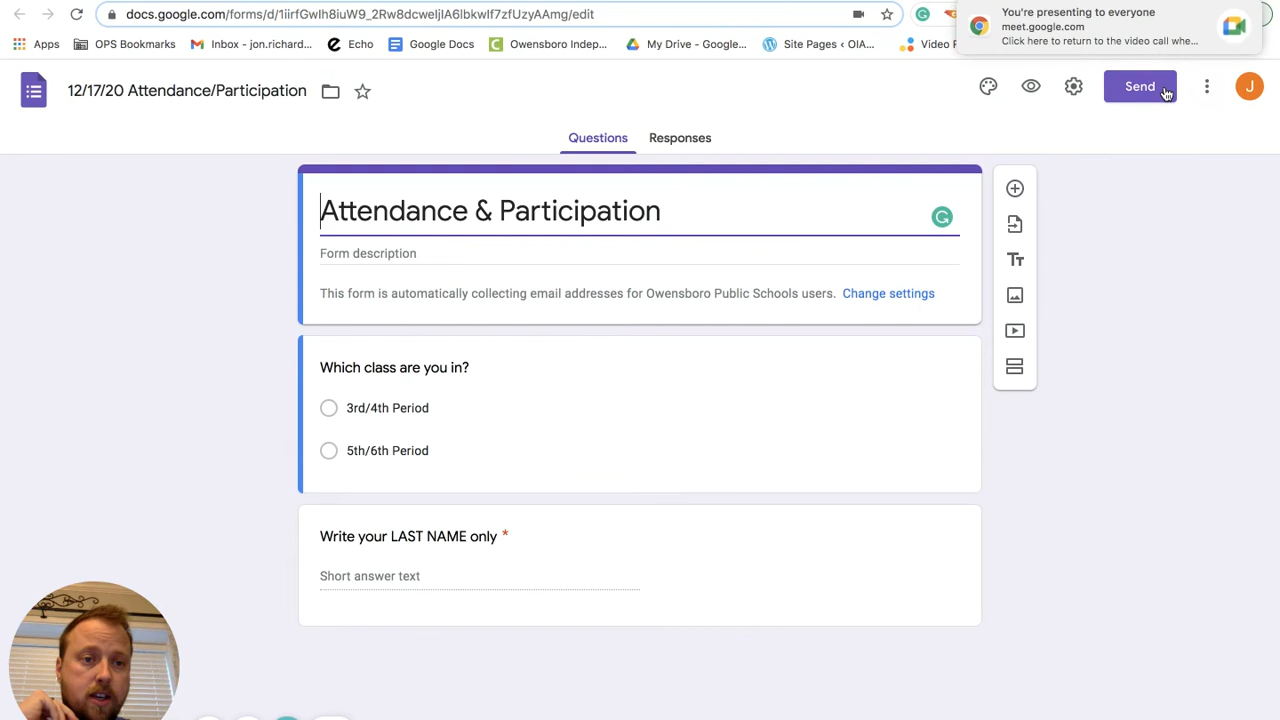 docs.google.com/forms/d/1iirfGwIh8iuW9_2Rw8dcweIjIA6lbkwIf7zfUzyAAmg/edit
You're presenting to everyone
meet.google.com
Click here to return to the video call whe...
Apps
OPS Bookmarks
Inbox - jon.richard...
Echo
Google Docs
Owensboro Indep...
My Drive - Google...
Site Pages ‹ OIA...
Video
12/17/20 Attendance/Participation
Send
J
Questions
Responses
Attendance & Participation
Form description
This form is automatically collecting email addresses for Owensboro Public Schools users. Change settings
Which class are you in?
3rd/4th Period
5th/6th Period
Write your LAST NAME only *
Short answer text